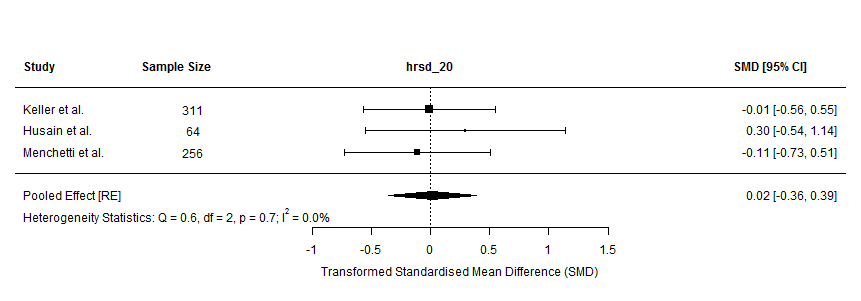 Study Sample Size hrsd_20 SMD [95% CI]
Keller et al. 311 -0.01 [-0.56, 0.55]
Husain et al. 64 0.30 [-0.54, 1.14]
Menchetti et al. 256 -0.11 [-0.73, 0.51]
Pooled Effect [RE] 0.02 [-0.36, 0.39]
Heterogeneity Statistics: Q = 0.6, df = 2, p = 0.7; I² = 0.0%
-1 -0.5 0 0.5 1 1.5
Transformed Standardised Mean Difference (SMD)